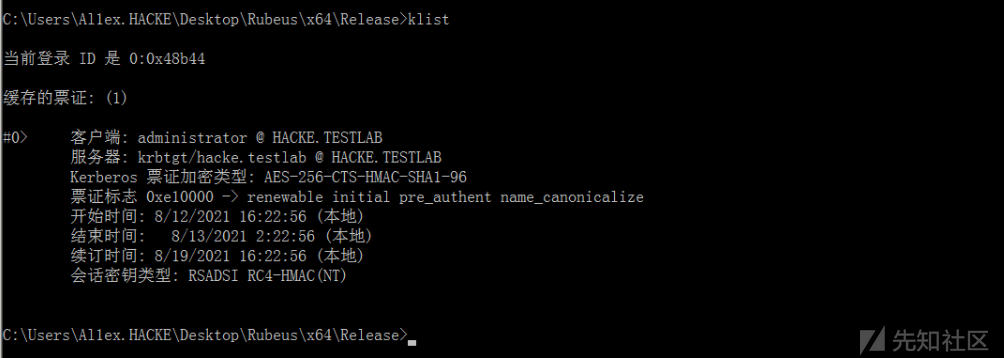 C:\Users\Allex.HACKE\Desktop\Rubeus\x64\Release>klist
当前登录 ID 是 0:0x48b44
缓存的票证: (1)
#0>     客户端: administrator @ HACKE.TESTLAB
服务器: krbtgt/hacke.testlab @ HACKE.TESTLAB
Kerberos 票证加密类型: AES-256-CTS-HMAC-SHA1-96
票证标志 0xe10000 -> renewable initial pre_authent name_canonicalize
开始时间: 8/12/2021 16:22:56 (本地)
结束时间:   8/13/2021 2:22:56 (本地)
续订时间: 8/19/2021 16:22:56 (本地)
会话密钥类型: RSADSI RC4-HMAC(NT)
C:\Users\Allex.HACKE\Desktop\Rubeus\x64\Release>
先知社区